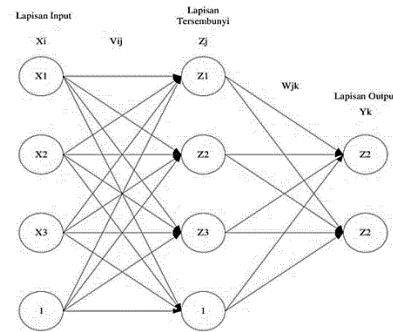 Lapisan Input
Xi
Vij
Lapisan
Tersembunyi
Zj
Wjk
Lapisan Outpu
Yk
X1
Z1
X2
Z2
Z2
X3
Z3
Z2
1
1